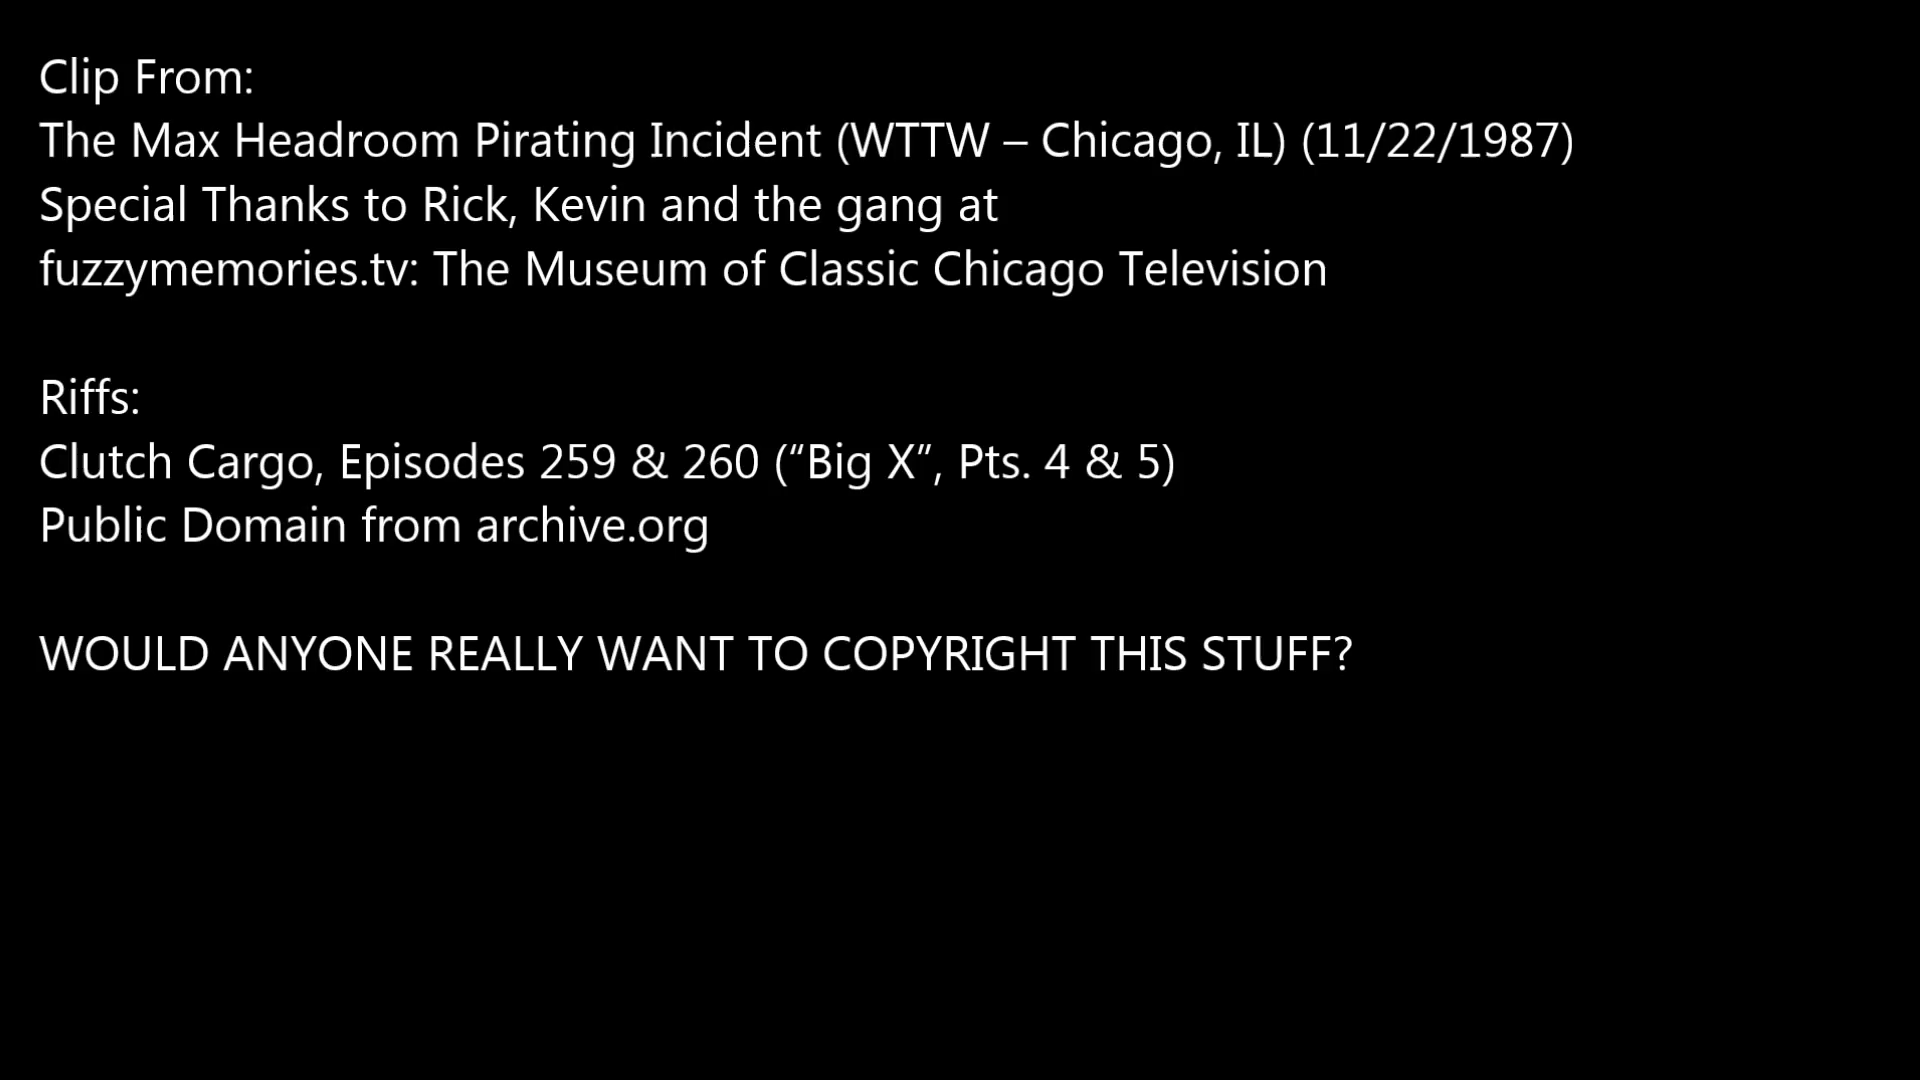 Clip From:
The Max Headroom Pirating Incident (WTTW – Chicago, IL) (11/22/1987)
Special Thanks to Rick, Kevin and the gang at
fuzzymemories.tv: The Museum of Classic Chicago Television
Riffs:
Clutch Cargo, Episodes 259 & 260 (“Big X”, Pts. 4 & 5)
Public Domain from archive.org
WOULD ANYONE REALLY WANT TO COPYRIGHT THIS STUFF?